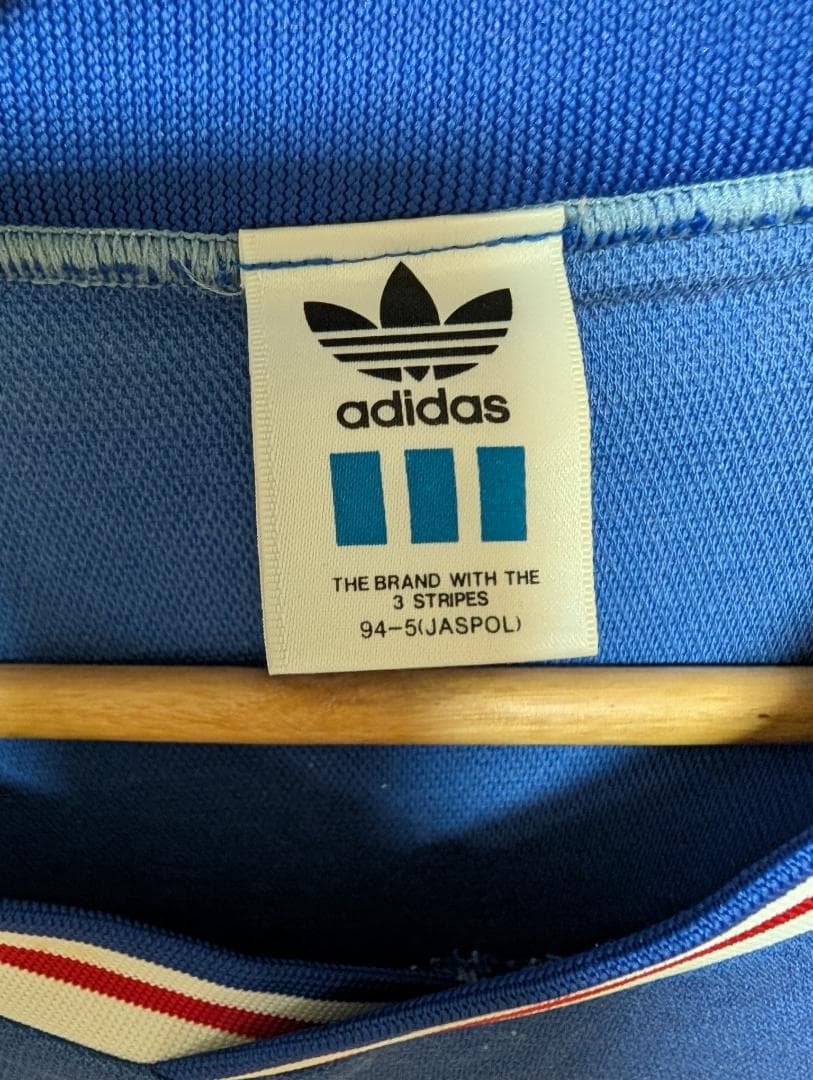 adidas
THE BRAND WITH THE
3 STRIPES
94-5(JASPOL)